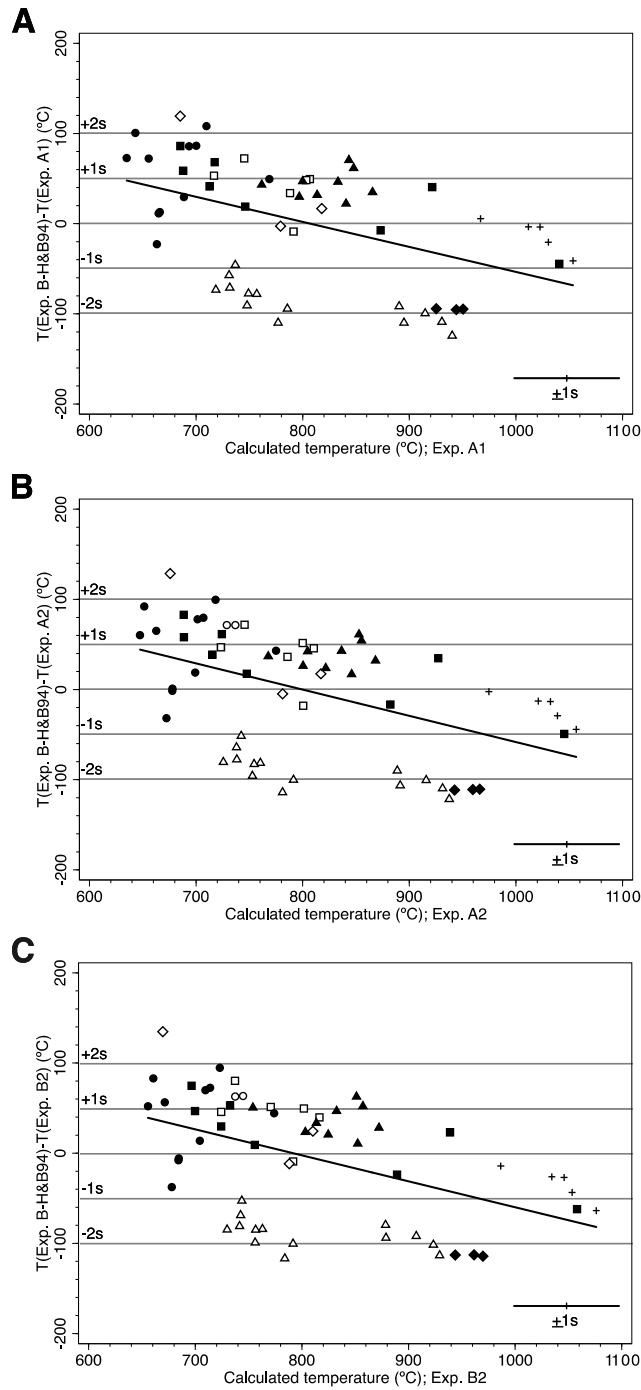 A
T(Exp. B-H&B94)-T(Exp. A1) (°C)
200
100
0
-100
-200
+2s
+1s
-1s
-2s
±1s
600 700 800 900 1000 1100
Calculated temperature (°C); Exp. A1
B
T(Exp. B-H&B94)-T(Exp. A2) (°C)
200
100
0
-100
-200
+2s
+1s
-1s
-2s
±1s
600 700 800 900 1000 1100
Calculated temperature (°C); Exp. A2
C
T(Exp. B-H&B94)-T(Exp. B2) (°C)
200
100
0
-100
-200
+2s
+1s
-1s
-2s
±1s
600 700 800 900 1000 1100
Calculated temperature (°C); Exp. B2